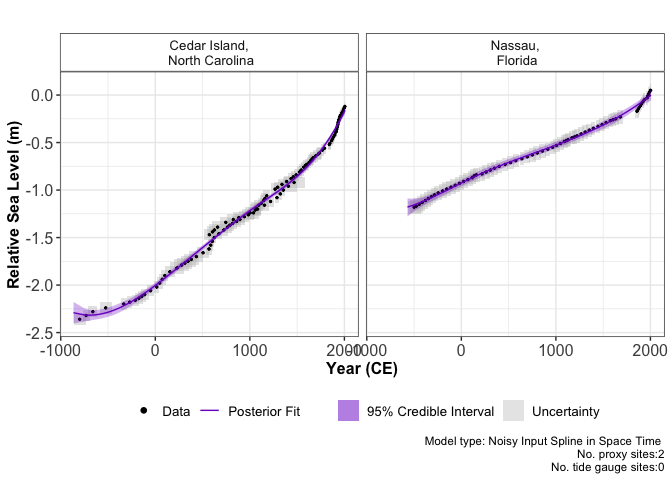 Cedar Island,
North Carolina
Nassau,
Florida
Relative Sea Level (m)
0.0
-0.5
-1.0
-1.5
-2.0
-2.5
-1000 0 1000 2000
-1000 0 1000 2000
Year (CE)
Data Posterior Fit 95% Credible Interval Uncertainty
Model type: Noisy Input Spline in Space Time
No. proxy sites:2
No. tide gauge sites:0